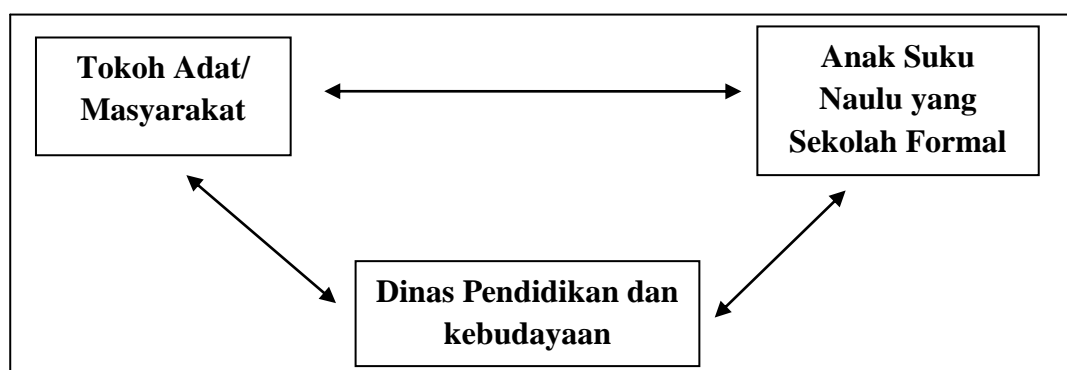 Tokoh Adat/
Masyarakat
Anak Suku
Naulu yang
Sekolah Formal
Dinas Pendidikan dan
kebudayaan